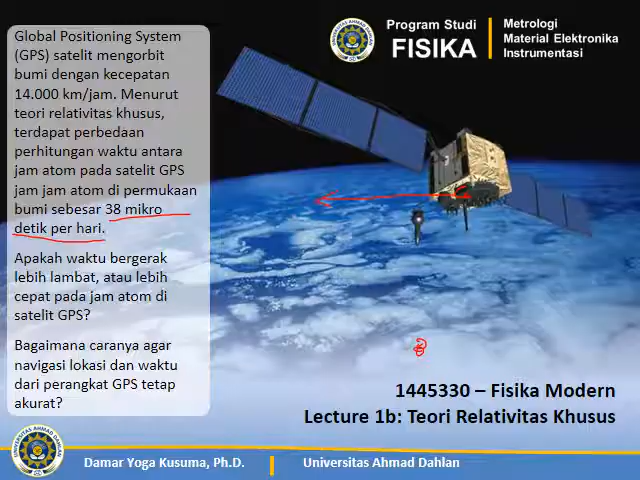 Global Positioning System
(GPS) satelit mengorbit
bumi dengan kecepatan
14.000 km/jam. Menurut
teori relativitas khusus,
terdapat perbedaan
perhitungan waktu antara
jam atom pada satelit GPS
jam jam atom di permukaan
bumi sebesar 38 mikro
detik per hari.
Apakah waktu bergerak
lebih lambat, atau lebih
cepat pada jam atom di
satelit GPS?
Bagaimana caranya agar
navigasi lokasi dan waktu
dari perangkat GPS tetap
akurat?
Program Studi
FISIKA
Metrologi
Material Elektronika
Instrumentasi
1445330 – Fisika Modern
Lecture 1b: Teori Relativitas Khusus
Damar Yoga Kusuma, Ph.D.
Universitas Ahmad Dahlan